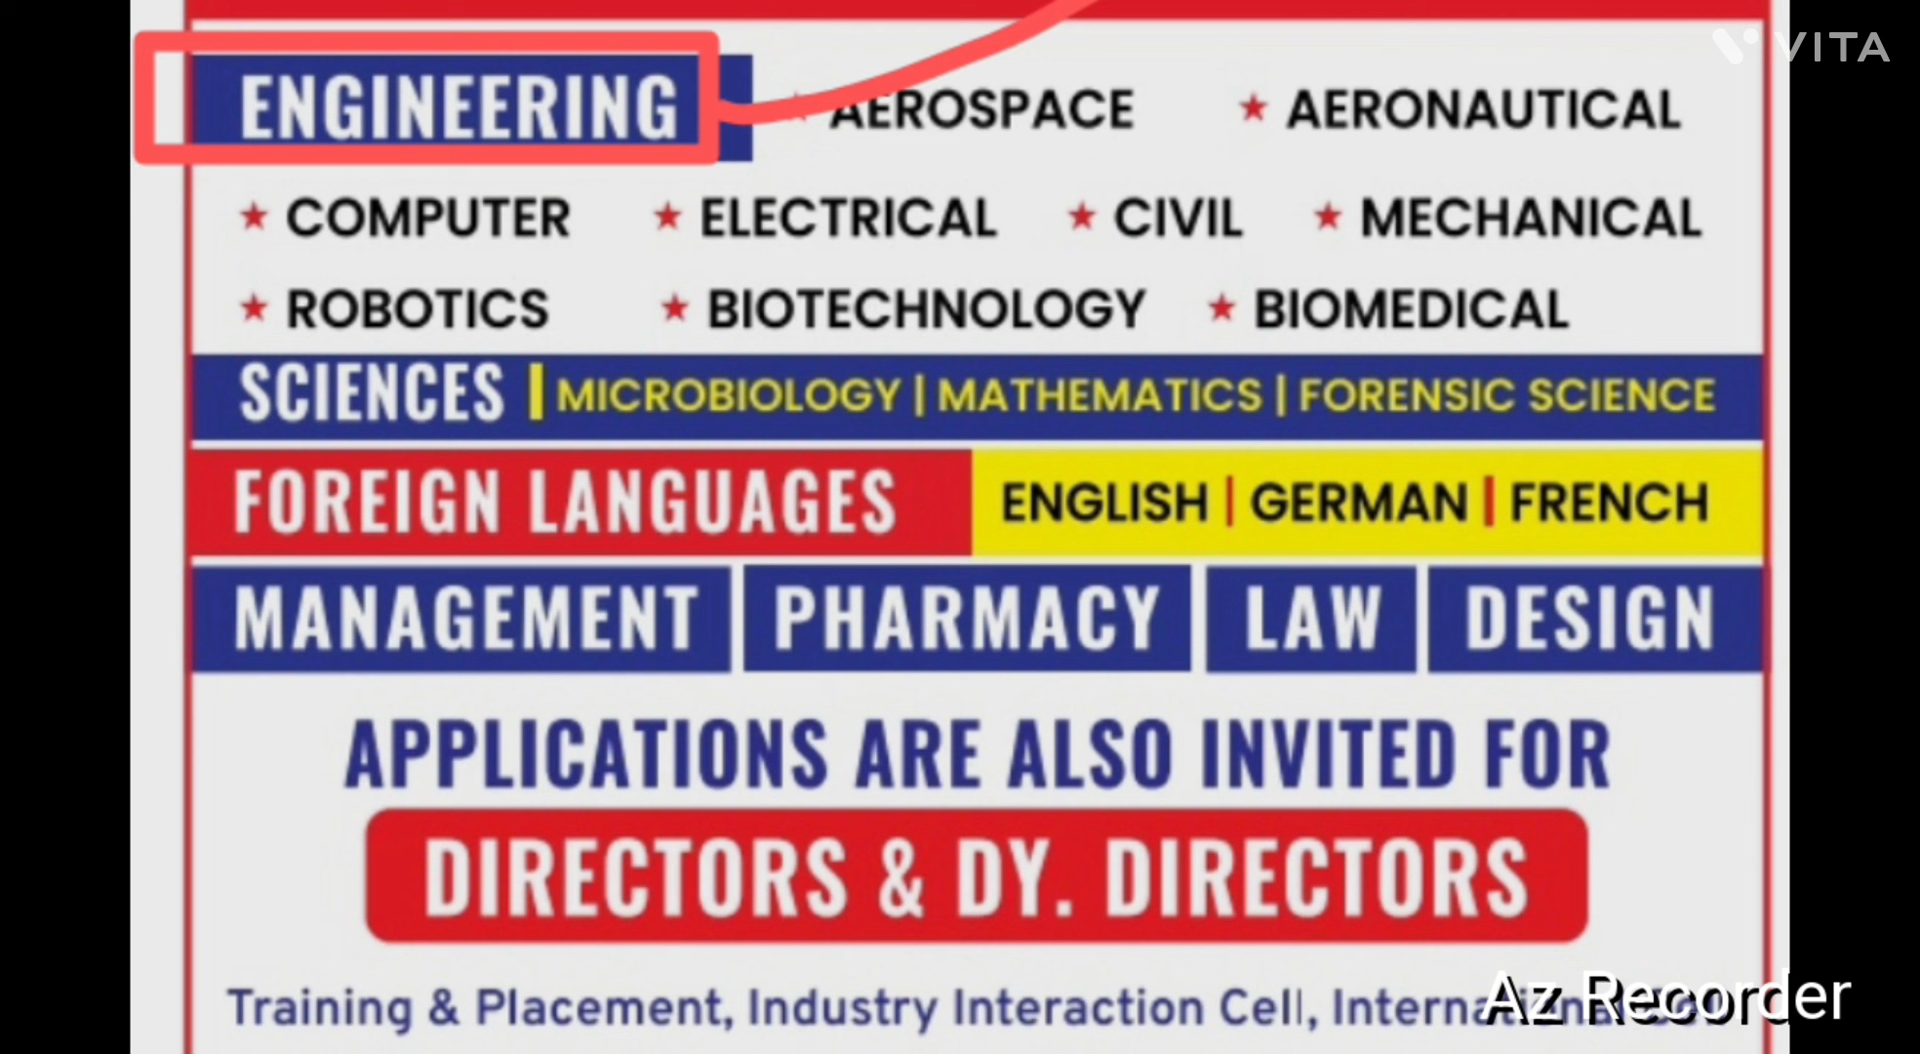 VITA
ENGINEERING ★ AEROSPACE ★ AERONAUTICAL
★ COMPUTER ★ ELECTRICAL ★ CIVIL ★ MECHANICAL
★ ROBOTICS ★ BIOTECHNOLOGY ★ BIOMEDICAL
SCIENCES | MICROBIOLOGY | MATHEMATICS | FORENSIC SCIENCE
FOREIGN LANGUAGES ENGLISH | GERMAN | FRENCH
MANAGEMENT PHARMACY LAW DESIGN
APPLICATIONS ARE ALSO INVITED FOR
DIRECTORS & DY. DIRECTORS
Training & Placement, Industry Interaction Cell,
Az Recorder